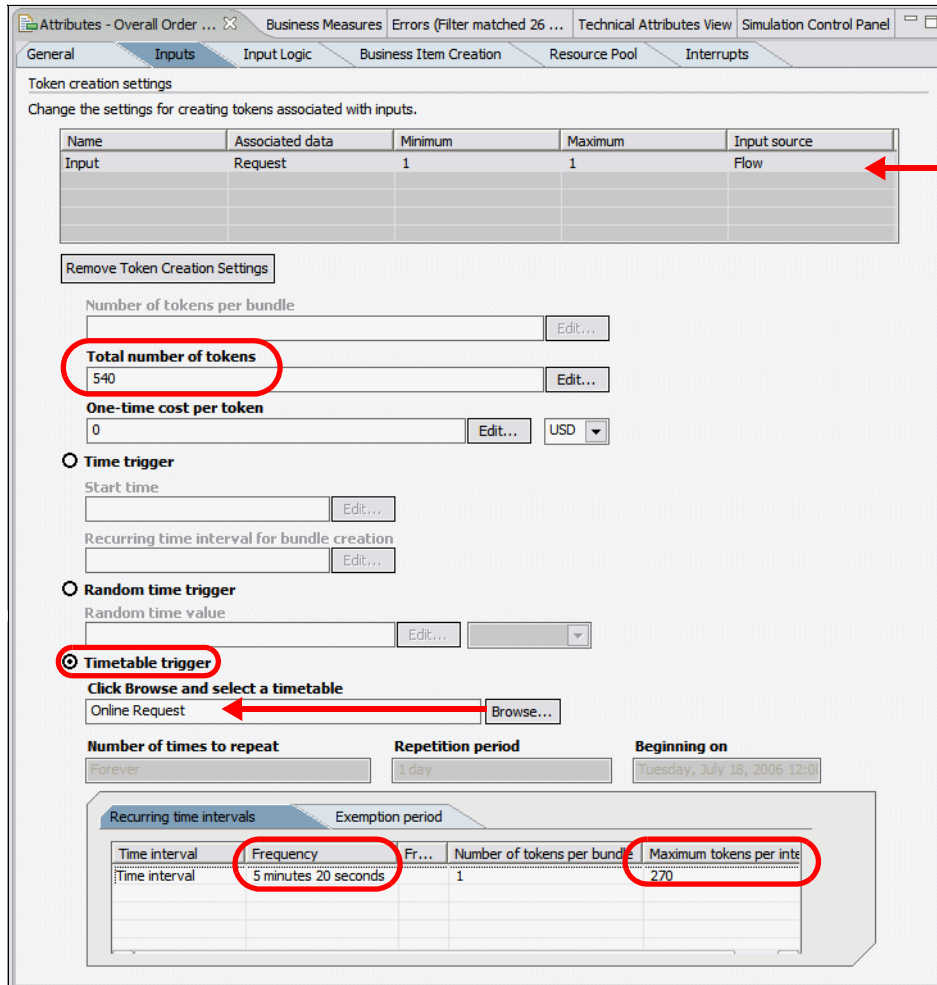 Attributes - Overall Order ... Business Measures Errors (Filter matched 26 ... Technical Attributes View Simulation Control Panel
General Inputs Input Logic Business Item Creation Resource Pool Interrupts
Token creation settings
Change the settings for creating tokens associated with inputs.
Name Associated data Minimum Maximum Input source
Input Request 1 1 Flow
Remove Token Creation Settings
Number of tokens per bundle
Edit...
Total number of tokens
540 Edit...
One-time cost per token
0 Edit... USD
Time trigger
Start time
Edit...
Recurring time interval for bundle creation
Edit...
Random time trigger
Random time value
Edit...
Timetable trigger
Click Browse and select a timetable
Online Request Browse...
Number of times to repeat Repetition period Beginning on
Forever 1 day Tuesday, July 18, 2006 12:00
Recurring time intervals Exemption period
Time interval Frequency Fr... Number of tokens per bundle Maximum tokens per inte
Time interval 5 minutes 20 seconds 1 270